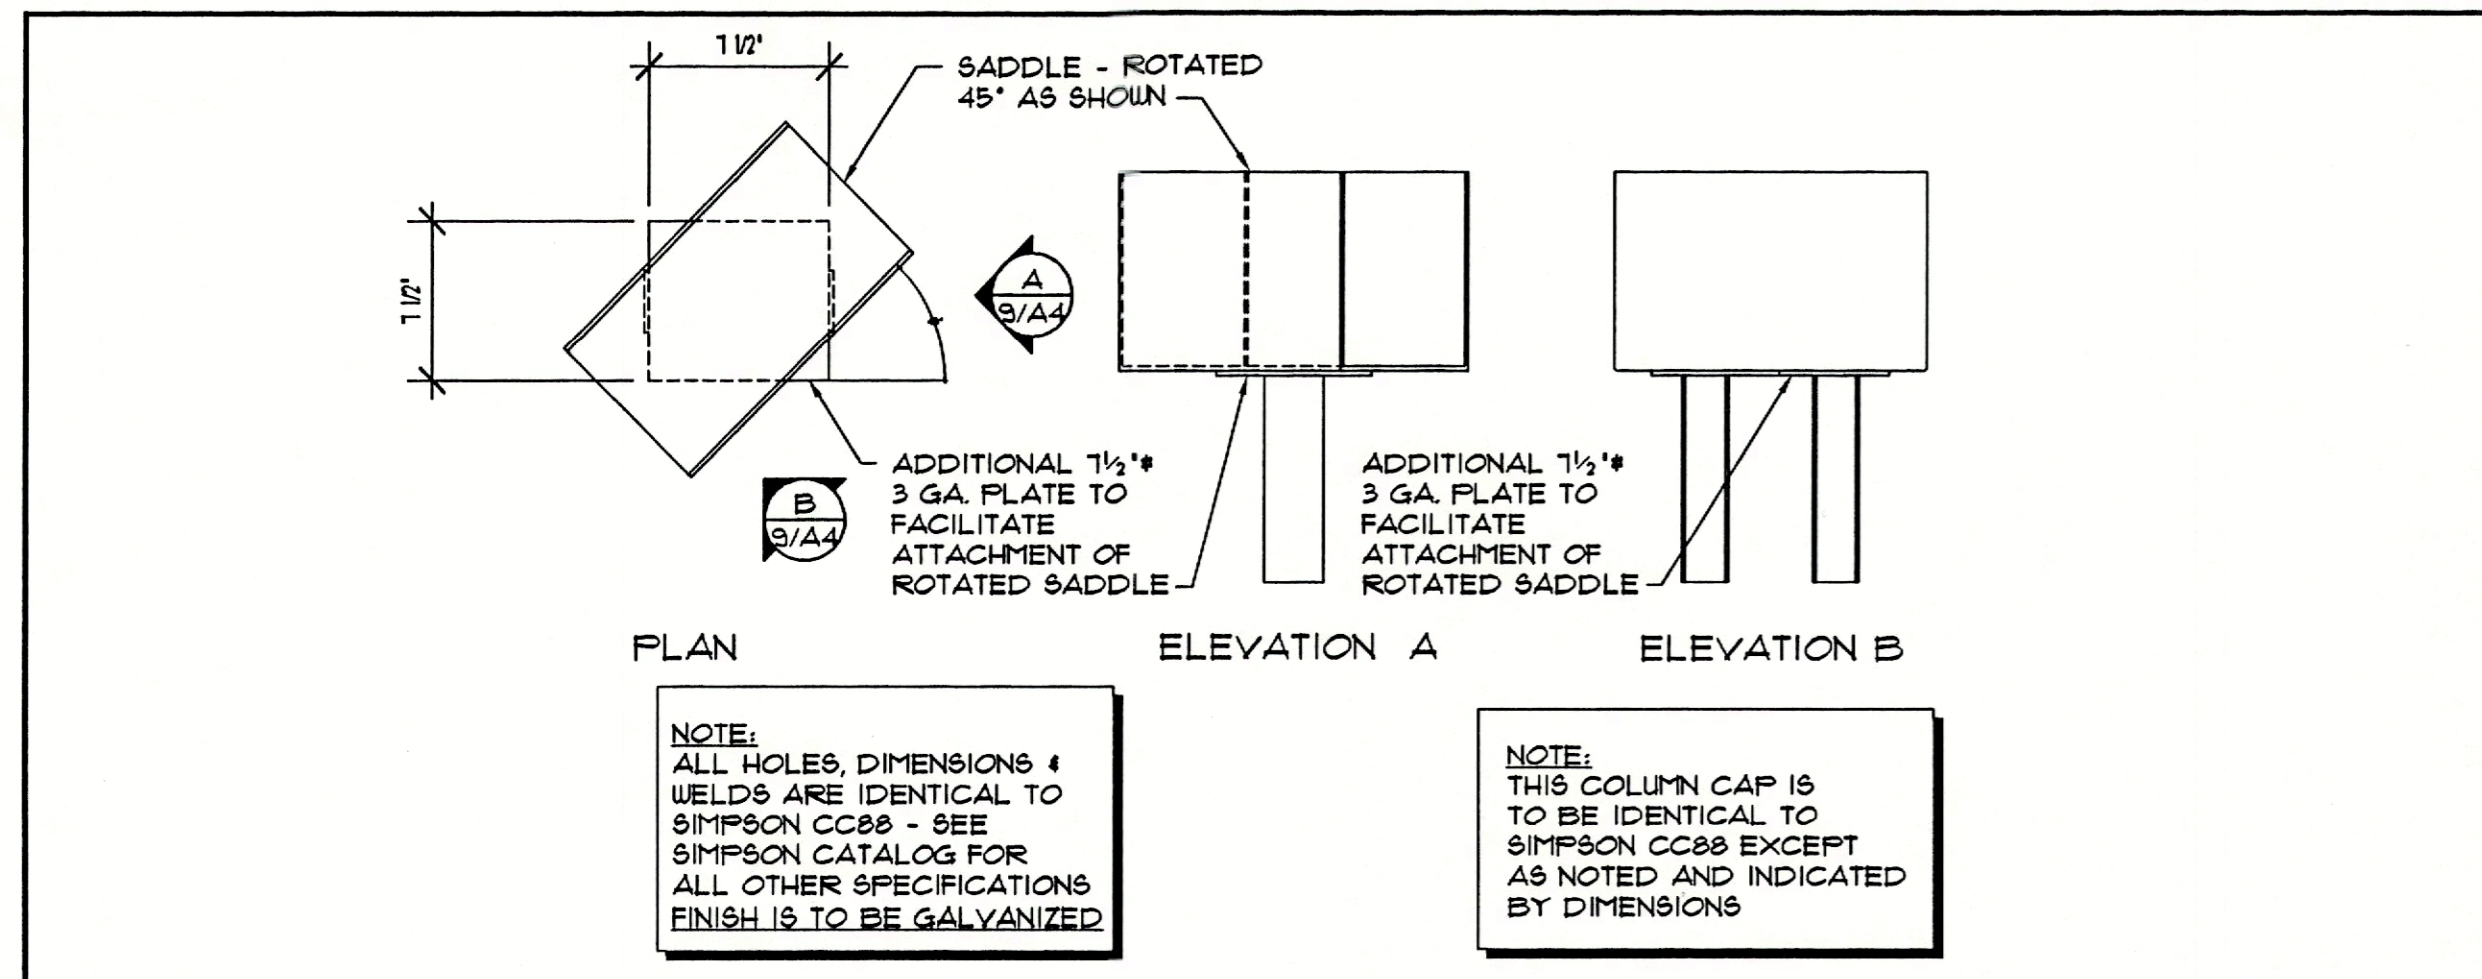 7 1/2"
SADDLE - ROTATED
45° AS SHOWN
7 1/2"
A
9/A4
B
9/A4
ADDITIONAL 7½"
3 GA. PLATE TO
FACILITATE
ATTACHMENT OF
ROTATED SADDLE
ADDITIONAL 7½"
3 GA. PLATE TO
FACILITATE
ATTACHMENT OF
ROTATED SADDLE
PLAN
ELEVATION A
ELEVATION B
NOTE:
ALL HOLES, DIMENSIONS &
WELDS ARE IDENTICAL TO
SIMPSON CC88 - SEE
SIMPSON CATALOG FOR
ALL OTHER SPECIFICATIONS
FINISH IS TO BE GALVANIZED
NOTE:
THIS COLUMN CAP IS
TO BE IDENTICAL TO
SIMPSON CC88 EXCEPT
AS NOTED AND INDICATED
BY DIMENSIONS